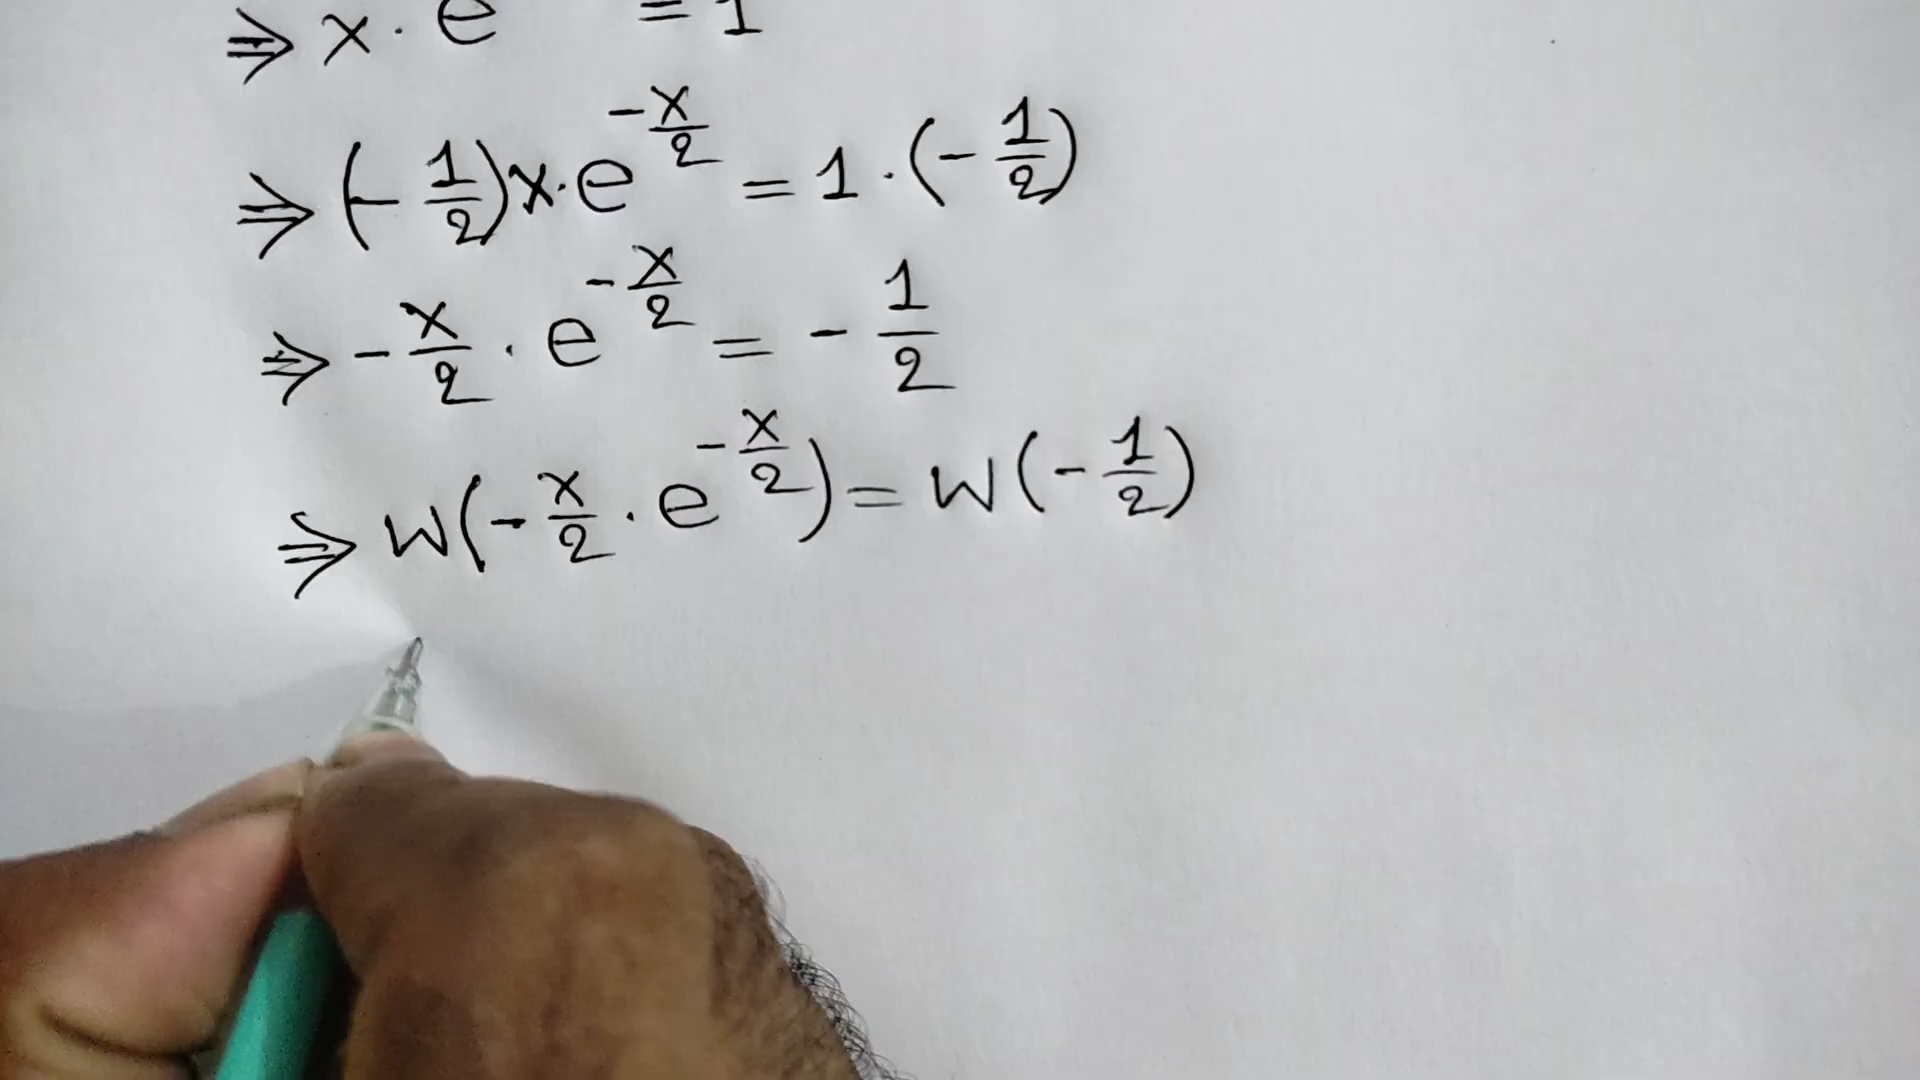 ⇒ x · e = 1
⇒ (-1/2)x · e^(-x/2) = 1 · (-1/2)
⇒ -x/2 · e^(-x/2) = -1/2
⇒ W(-x/2 · e^(-x/2)) = W(-1/2)